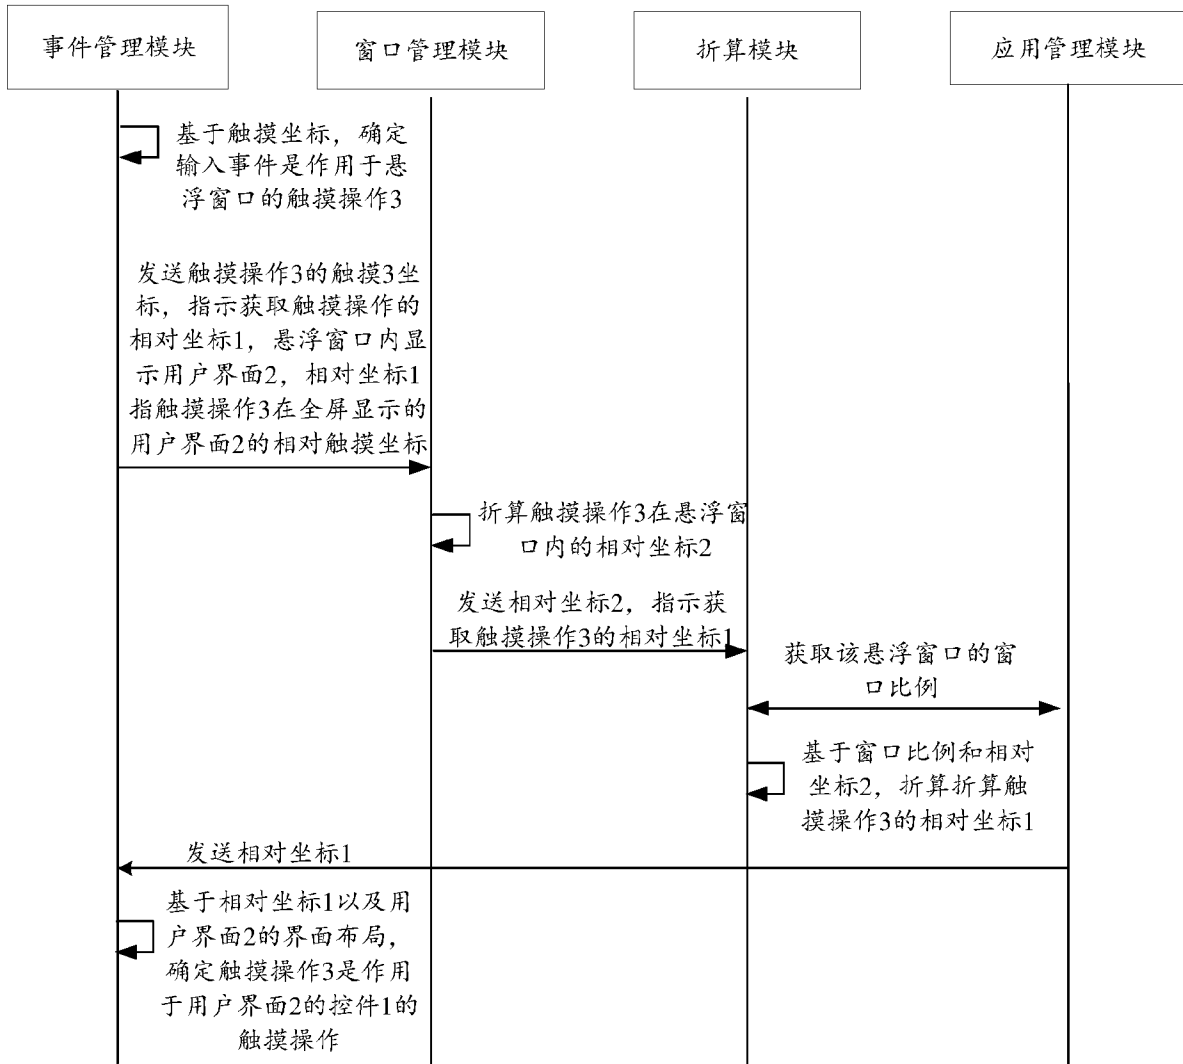 事件管理模块
窗口管理模块
折算模块
应用管理模块
基于触摸坐标，确定
输入事件是作用于悬
浮窗口的触摸操作3
发送触摸操作3的触摸3坐
标，指示获取触摸操作的
相对坐标1，悬浮窗口内显
示用户界面2，相对坐标1
指触摸操作3在全屏显示的
用户界面2的相对触摸坐标
折算触摸操作3在悬浮窗
口内的相对坐标2
发送相对坐标2，指示获
取触摸操作3的相对坐标1
获取该悬浮窗口的窗
口比例
基于窗口比例和相对
坐标2，折算折算触
摸操作3的相对坐标1
发送相对坐标1
基于相对坐标1以及用
户界面2的界面布局，
确定触摸操作3是作用
于用户界面2的控件1的
触摸操作